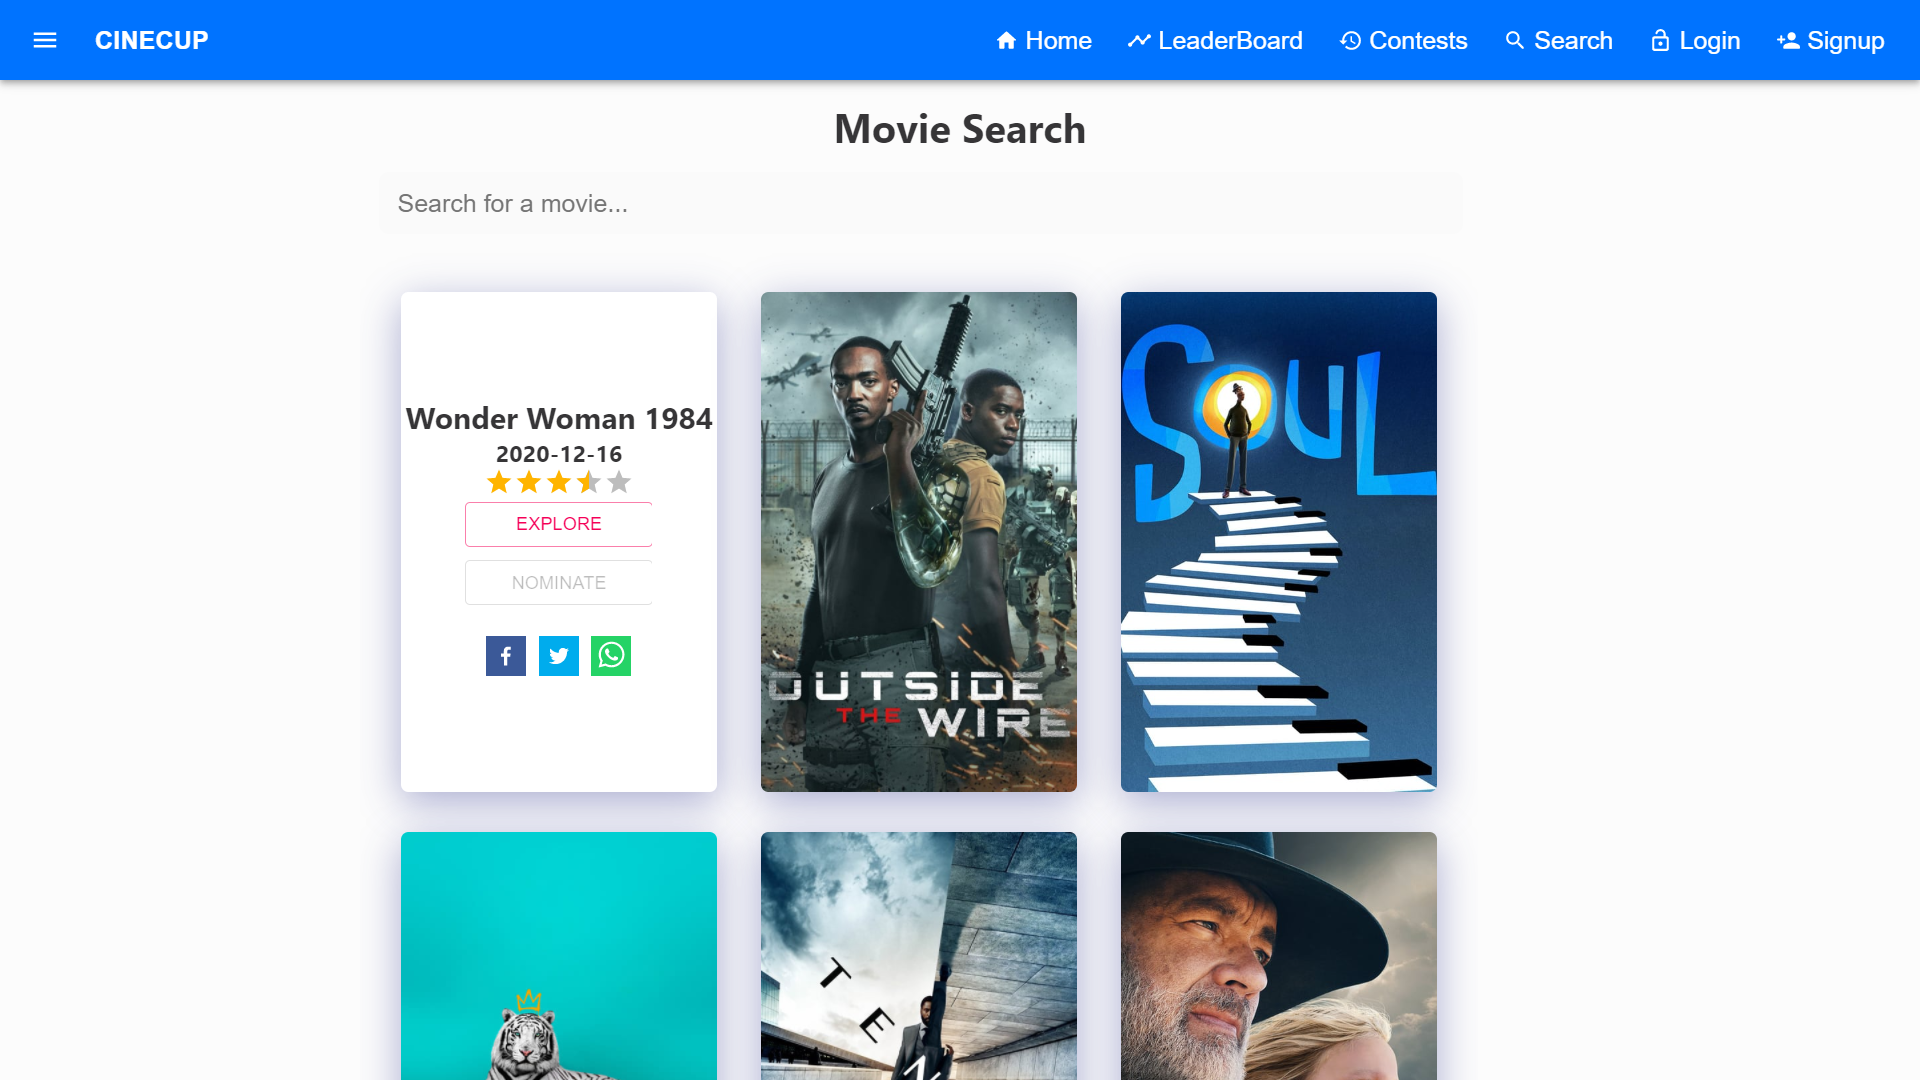 CINECUP
Home
LeaderBoard
Contests
Search
Login
Signup
Movie Search
Search for a movie...
Wonder Woman 1984
2020-12-16
EXPLORE
NOMINATE
OUTSIDE
THE WIRE
SOUL
TEN